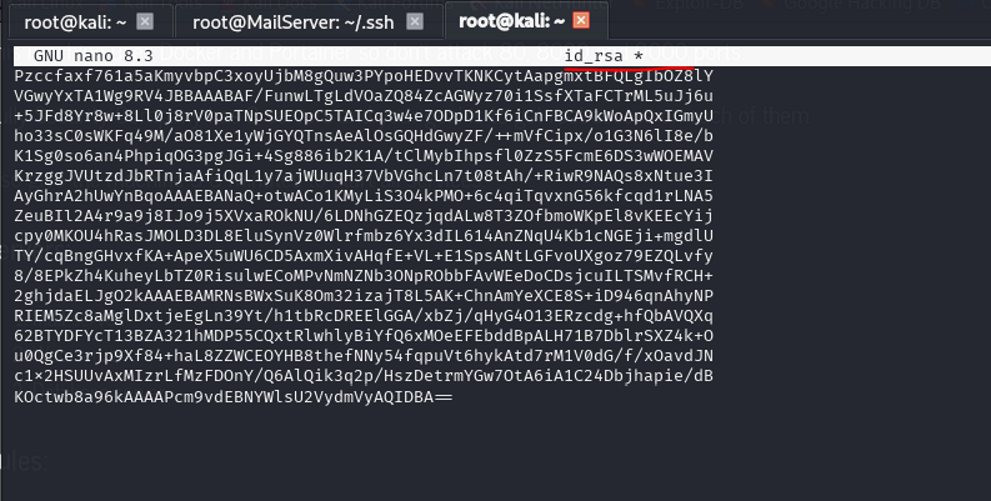 root@kali: ~
root@MailServer: ~/.ssh
root@kali: ~
GNU nano 8.3 id_rsa *
Pzccfaxf761a5aKmyvbpC3xoyUjbM8gQuw3PYpoHEDvvTKNKCytAapgmxtBFQLgIbOZ8lY
VGwyYxTA1Wg9RV4JBBAAABAF/FunwLTgLdVOaZQ84ZcAGWyz70i1SsfXTaFCTrML5uJj6u
+5JFd8Yr8w+8Ll0j8rV0paTNpSUEOpC5TAICq3w4e7ODpD1Kf6iCnFBCA9kWoApQxIGmyU
ho33sC0sWKFq49M/aO81Xe1yWjGYQTnsAeAlOsGQHdGwyZF/++mVfCipx/o1G3N6lI8e/b
K1Sg0so6an4PhpiqOG3pgJGi+4Sg886ib2K1A/tClMybIhpsfl0ZzS5FcmE6DS3wWOEMAV
KrzggJVUtzdJbRTnjaAfiQqL1y7ajWUuqH37VbVGhcLn7t08tAh/+RiwR9NAQs8xNtue3I
AyGhrA2hUwYnBqoAAAEBANaQ+otwACo1KMyLiS3O4kPMO+6c4qiTqvxnG56kfcqd1rLNA5
ZeuBIl2A4r9a9j8IJo9j5XVxaROkNU/6LDNhGZEQzjqdALw8T3ZOfbmoWKpEl8vKEEcYij
cpy0MKOU4hRasJMOLD3DL8EluSynVz0Wlrfmbz6Yx3dIL614AnZNqU4Kb1cNGEji+mgdlU
TY/cqBngGHvxfKA+ApeX5uWU6CD5AxmXivAHqfE+VL+E1SpsANtLGFvoUXgoz79EZQLvfy
8/8EPkZh4KuheyLbTZ0RisulwECoMPvNmNZNb3ONpRObbFAvWEeDoCDsjcuILTSMvfRCH+
2ghjdaELJgO2kAAAEBAMRNsBWxSuK8Om32izajT8L5AK+ChnAmYeXCE8S+iD946qnAhyNP
RIEM5Zc8aMglDxtjeEgLn39Yt/h1tbRcDREElGGA/xbZj/qHyG4O13ERzcdg+hfQbAVQXq
62BTYDFYcT13BZA321hMDP55CQxtRlwhlyBiYfQ6xMOeEFEbddBpALH71B7DblrSXZ4k+O
u0QgCe3rjp9Xf84+haL8ZZWCEOYHB8thefNNy54fqpuVt6hykAtd7rM1V0dG/f/xOavdJN
c1×2HSUUvAxMIzrLfMzFDOnY/Q6AlQik3q2p/HszDetrmYGw7OtA6iA1C24Dbjhapie/dB
KOctwb8a96kAAAAPcm9vdEBNYWlsU2VydmVyAQIDBA==